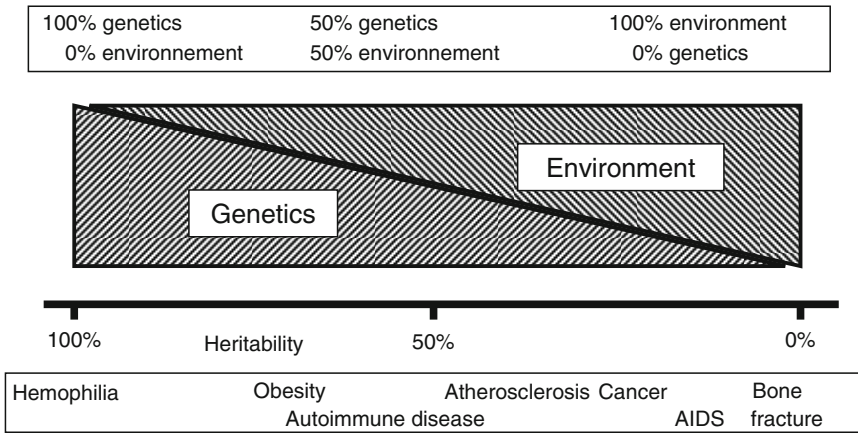 100% genetics 50% genetics 100% environment
0% environnement 50% environnement 0% genetics
Environment
Genetics
100% Heritability 50% 0%
Hemophilia Obesity Atherosclerosis Cancer Bone
Autoimmune disease AIDS fracture